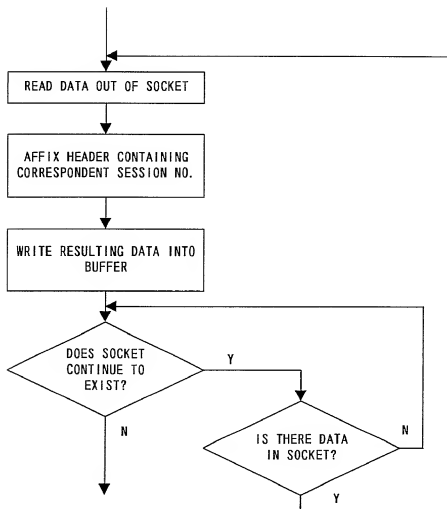 READ DATA OUT OF SOCKET
AFFIX HEADER CONTAINING
CORRESPONDENT SESSION NO.
WRITE RESULTING DATA INTO
BUFFER
DOES SOCKET
CONTINUE TO
EXIST?
Y
N
IS THERE DATA
IN SOCKET?
N
Y